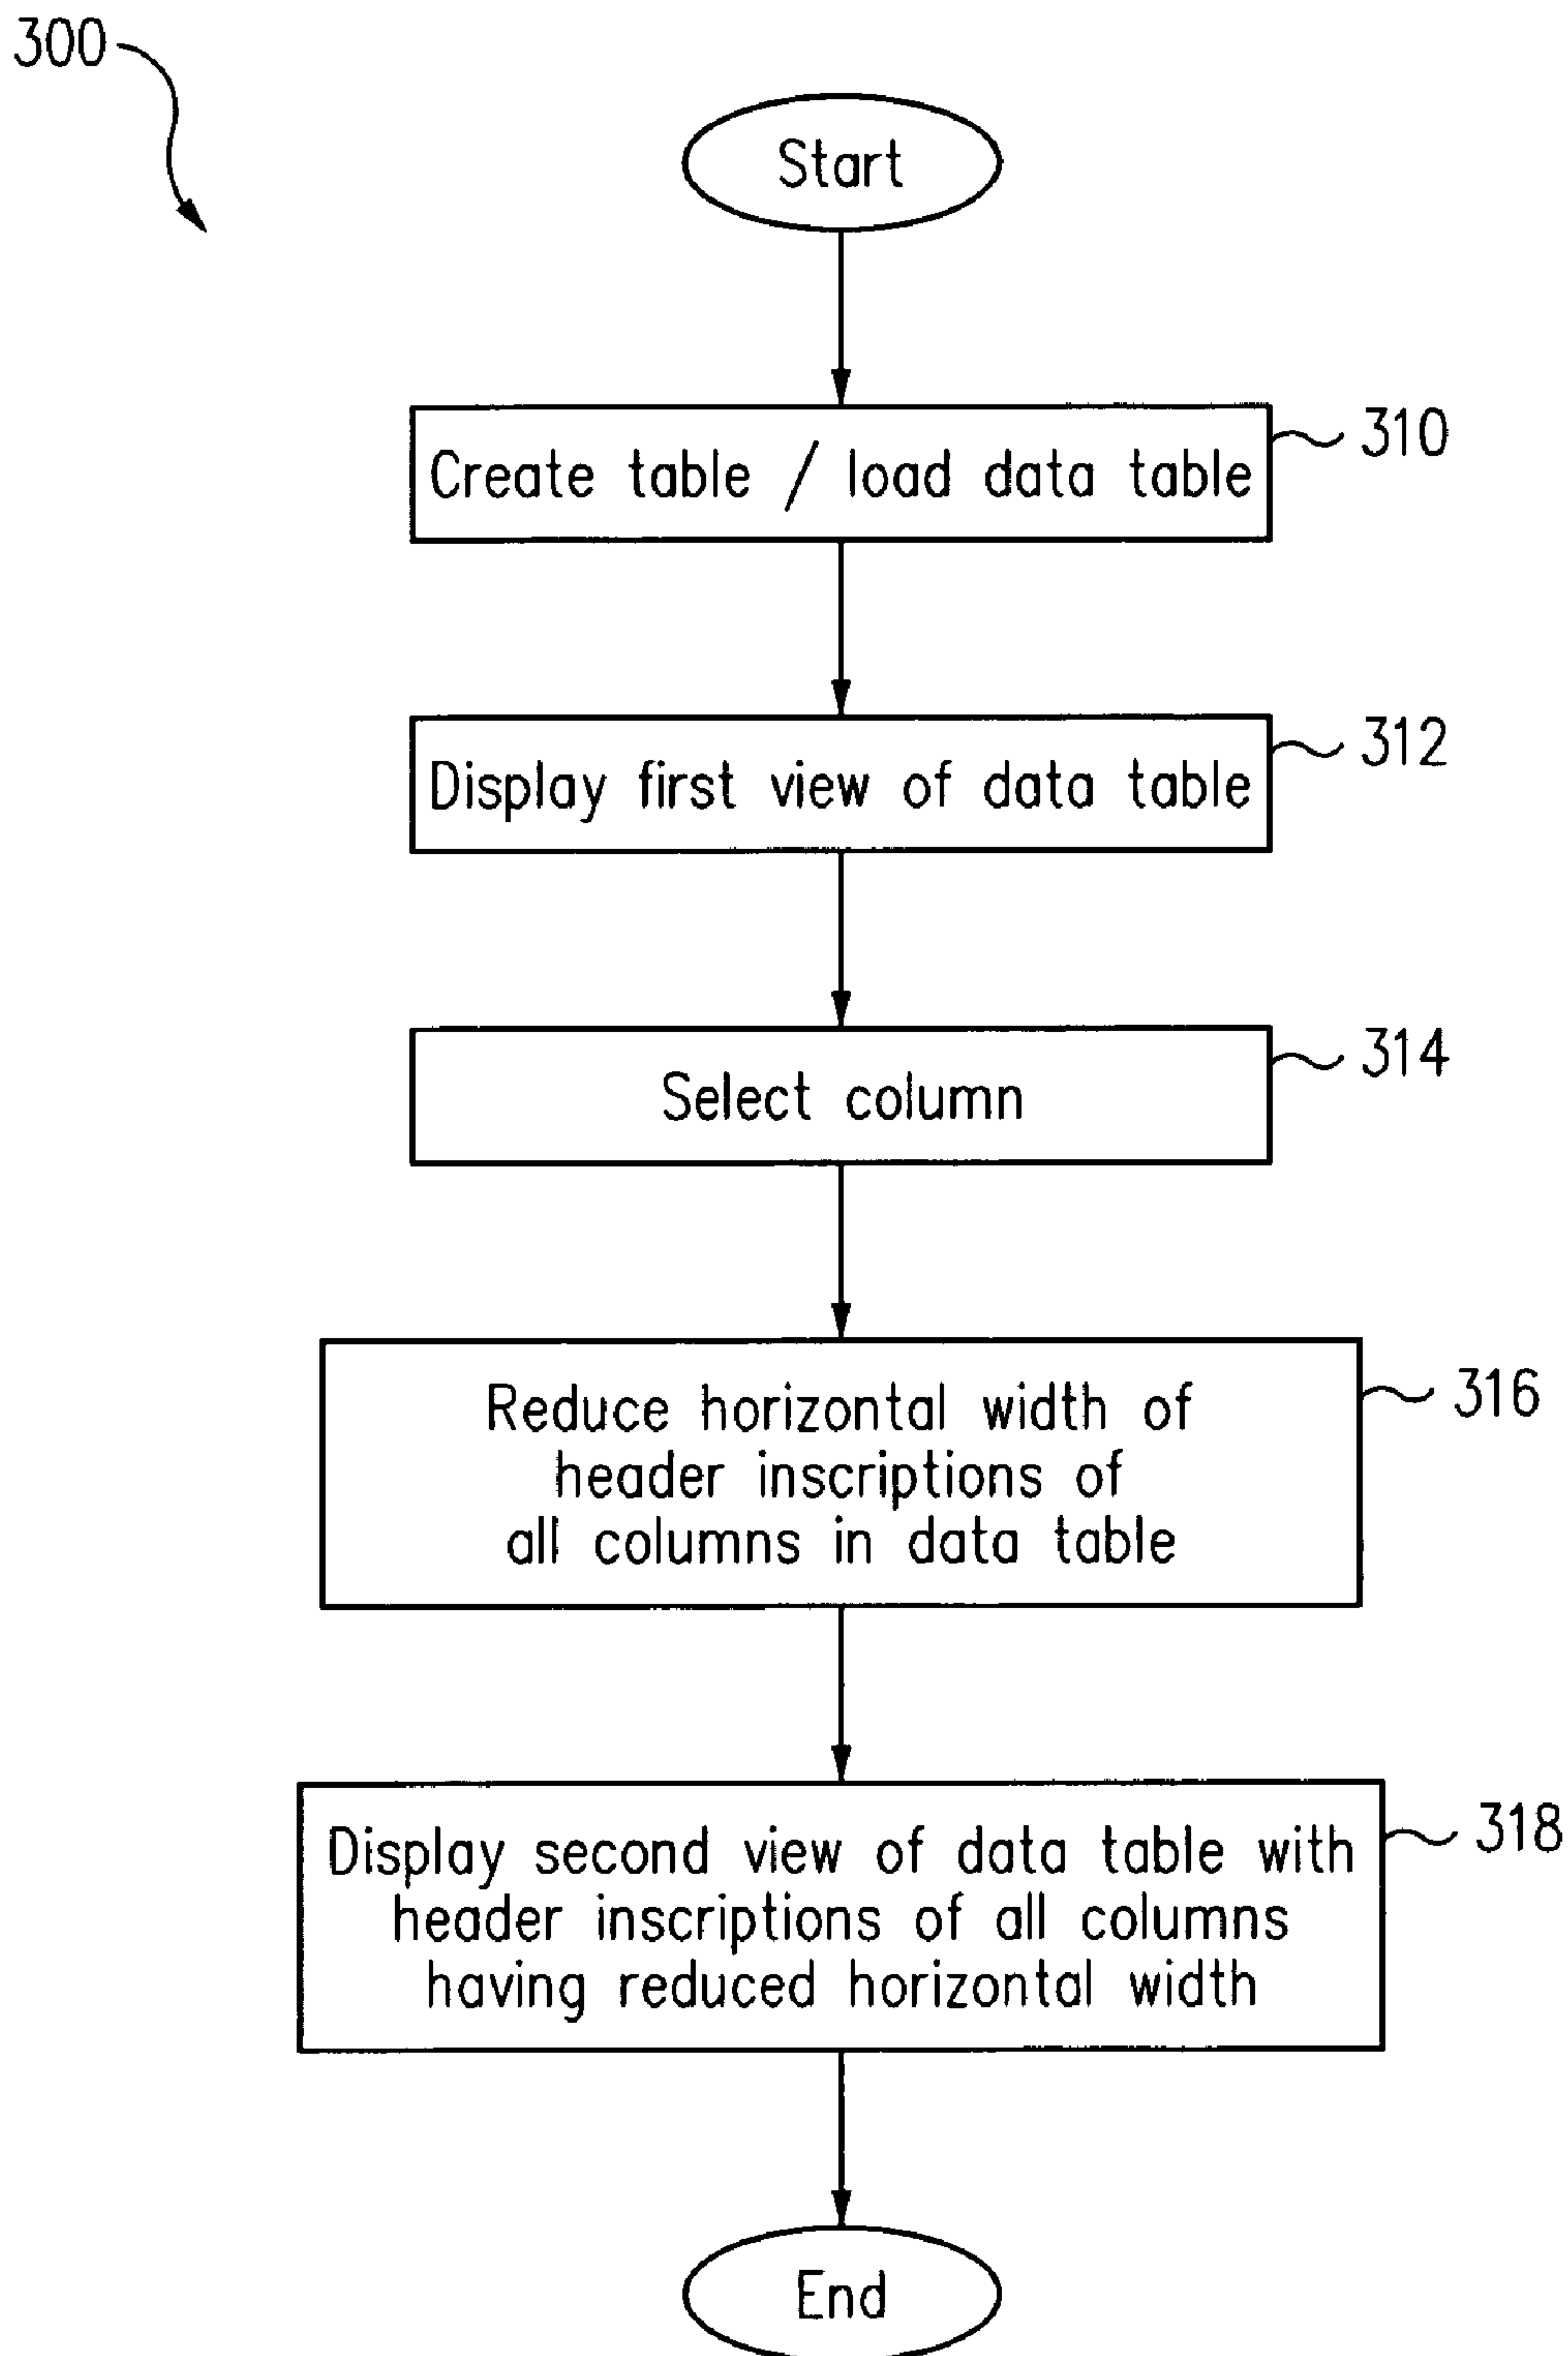 300
Start
Create table / load data table
310
Display first view of data table
312
Select column
314
Reduce horizontal width of
header inscriptions of
all columns in data table
316
Display second view of data table with
header inscriptions of all columns
having reduced horizontal width
318
End